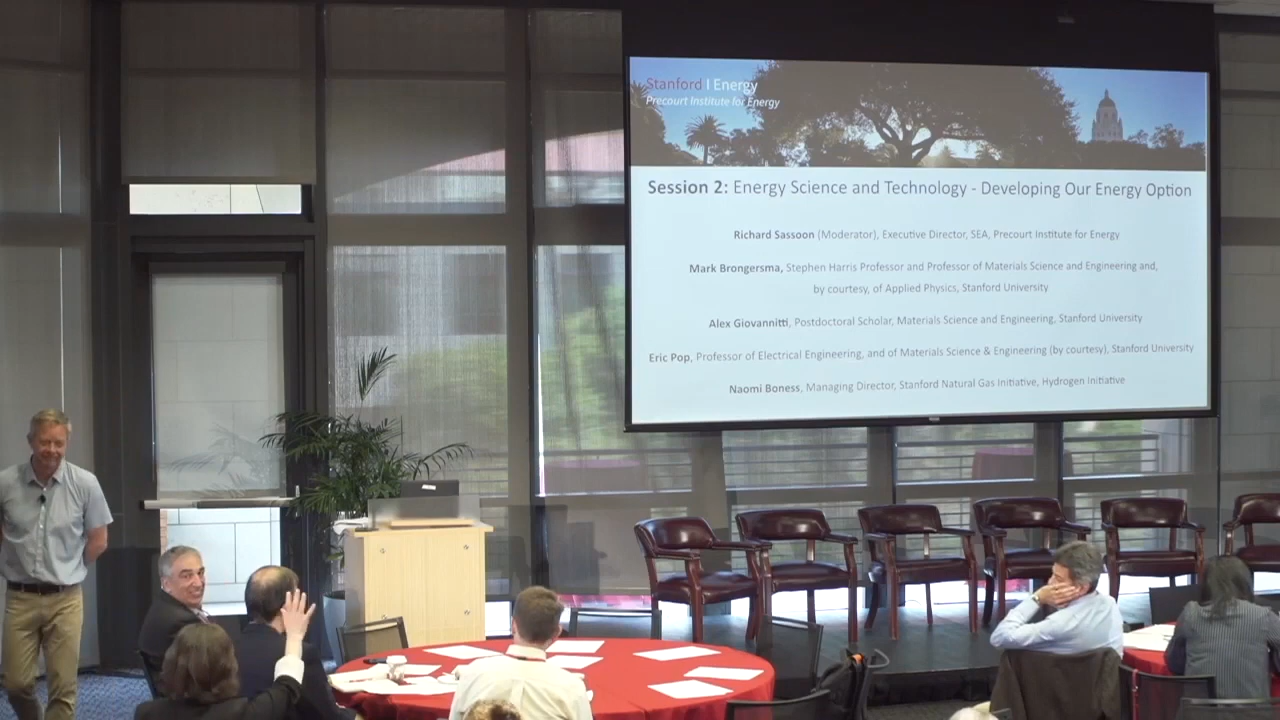 Stanford | Energy
Precourt Institute for Energy
Session 2: Energy Science and Technology - Developing Our Energy Option
Richard Sassoon (Moderator), Executive Director, SEA, Precourt Institute for Energy
Mark Brongersma, Stephen Harris Professor and Professor of Materials Science and Engineering and,
by courtesy, of Applied Physics, Stanford University
Alex Giovannitti, Postdoctoral Scholar, Materials Science and Engineering, Stanford University
Eric Pop, Professor of Electrical Engineering, and of Materials Science & Engineering (by courtesy), Stanford University
Naomi Boness, Managing Director, Stanford Natural Gas Initiative, Hydrogen Initiative